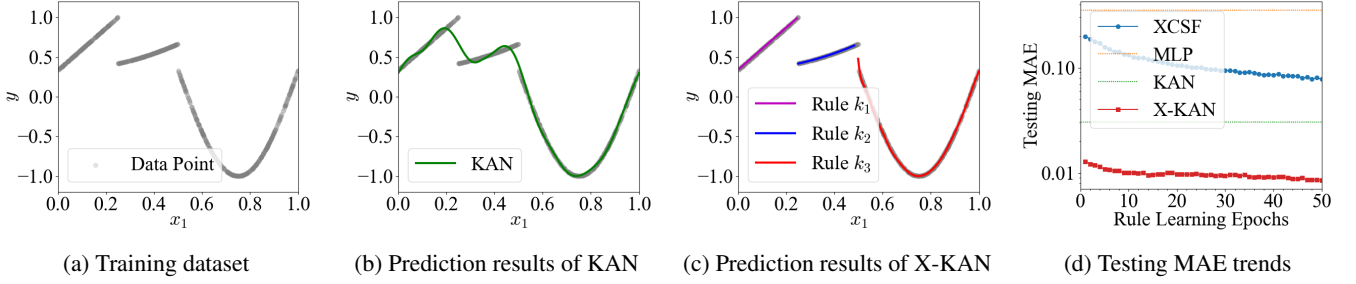 1.0
0.5
0.0
−0.5
−1.0
y
Data Point
0.0 0.2 0.4 0.6 0.8 1.0
x1
(a) Training dataset
1.0
0.5
0.0
−0.5
−1.0
y
KAN
0.0 0.2 0.4 0.6 0.8 1.0
x1
(b) Prediction results of KAN
1.0
0.5
0.0
−0.5
−1.0
y
Rule k1
Rule k2
Rule k3
0.0 0.2 0.4 0.6 0.8 1.0
x1
(c) Prediction results of X-KAN
Testing MAE
0.10
0.01
XCSF
MLP
KAN
X-KAN
0 10 20 30 40 50
Rule Learning Epochs
(d) Testing MAE trends